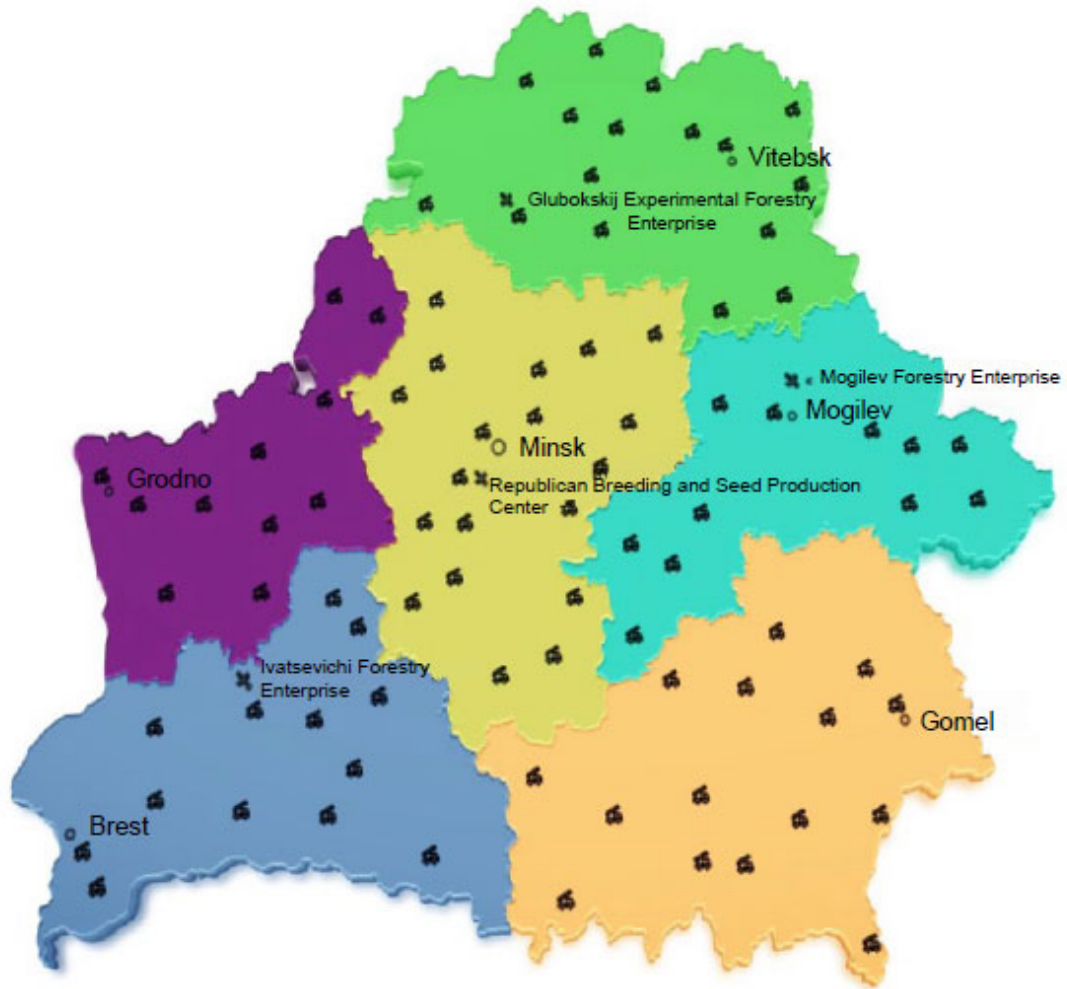 Vitebsk
Glubokskij Experimental Forestry
Enterprise
Mogilev Forestry Enterprise
Mogilev
Minsk
Grodno
Republican Breeding and Seed Production
Center
Ivatsevichi Forestry
Enterprise
Gomel
Brest